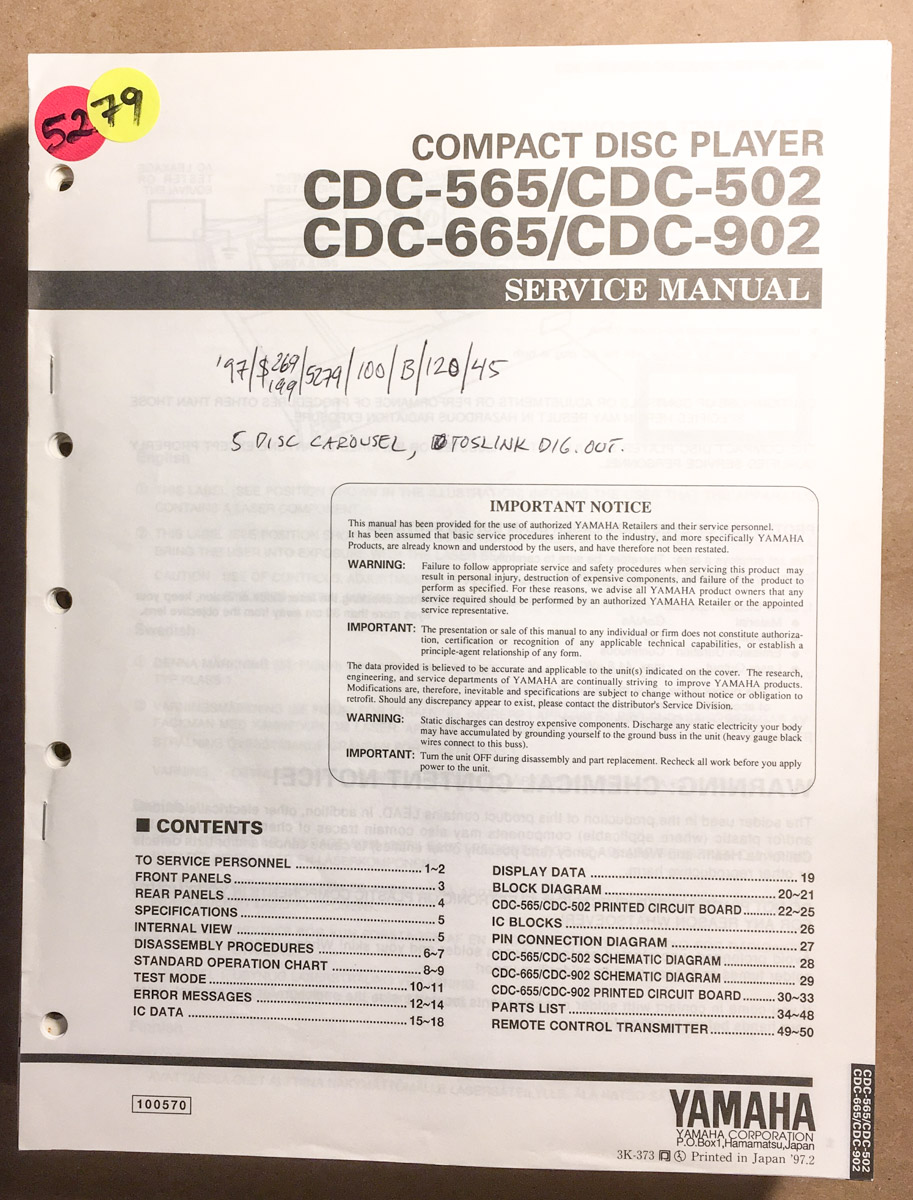 52 79
COMPACT DISC PLAYER
CDC-565/CDC-502
CDC-665/CDC-902
SERVICE MANUAL
'97/$269/5279/100/B/120/45
199
5 DISC CAROUSEL, TOSLINK DIG. OUT.
IMPORTANT NOTICE
This manual has been provided for the use of authorized YAMAHA Retailers and their service personnel.
It has been assumed that basic service procedures inherent to the industry, and more specifically YAMAHA
Products, are already known and understood by the users, and have therefore not been restated.
WARNING: Failure to follow appropriate service and safety procedures when servicing this product may
result in personal injury, destruction of expensive components, and failure of the product to
perform as specified. For these reasons, we advise all YAMAHA product owners that any
service required should be performed by an authorized YAMAHA Retailer or the appointed
service representative.
IMPORTANT: The presentation or sale of this manual to any individual or firm does not constitute authoriza-
tion, certification or recognition of any applicable technical capabilities, or establish a
principle-agent relationship of any form.
The data provided is believed to be accurate and applicable to the unit(s) indicated on the cover. The research,
engineering, and service departments of YAMAHA are continually striving to improve YAMAHA products.
Modifications are, therefore, inevitable and specifications are subject to change without notice or obligation to
retrofit. Should any discrepancy appear to exist, please contact the distributor's Service Division.
WARNING: Static discharges can destroy expensive components. Discharge any static electricity your body
may have accumulated by grounding yourself to the ground buss in the unit (heavy gauge black
wires connect to this buss).
IMPORTANT: Turn the unit OFF during disassembly and part replacement. Recheck all work before you apply
power to the unit.
■ CONTENTS
TO SERVICE PERSONNEL ........ 1~2
FRONT PANELS ........ 3
REAR PANELS ........ 4
SPECIFICATIONS ........ 5
INTERNAL VIEW ........ 5
DISASSEMBLY PROCEDURES ........ 6~7
STANDARD OPERATION CHART ........ 8~9
TEST MODE ........ 10~11
ERROR MESSAGES ........ 12~14
IC DATA ........ 15~18
DISPLAY DATA ........ 19
BLOCK DIAGRAM ........ 20~21
CDC-565/CDC-502 PRINTED CIRCUIT BOARD ........ 22~25
IC BLOCKS ........ 26
PIN CONNECTION DIAGRAM ........ 27
CDC-565/CDC-502 SCHEMATIC DIAGRAM ........ 28
CDC-665/CDC-902 SCHEMATIC DIAGRAM ........ 29
CDC-655/CDC-902 PRINTED CIRCUIT BOARD ........ 30~33
PARTS LIST ........ 34~48
REMOTE CONTROL TRANSMITTER ........ 49~50
100570
YAMAHA
YAMAHA CORPORATION
P.O.Box1,Hamamatsu,Japan
3K-373 Printed in Japan '97.2
CDC-565/CDC-502
CDC-665/CDC-902